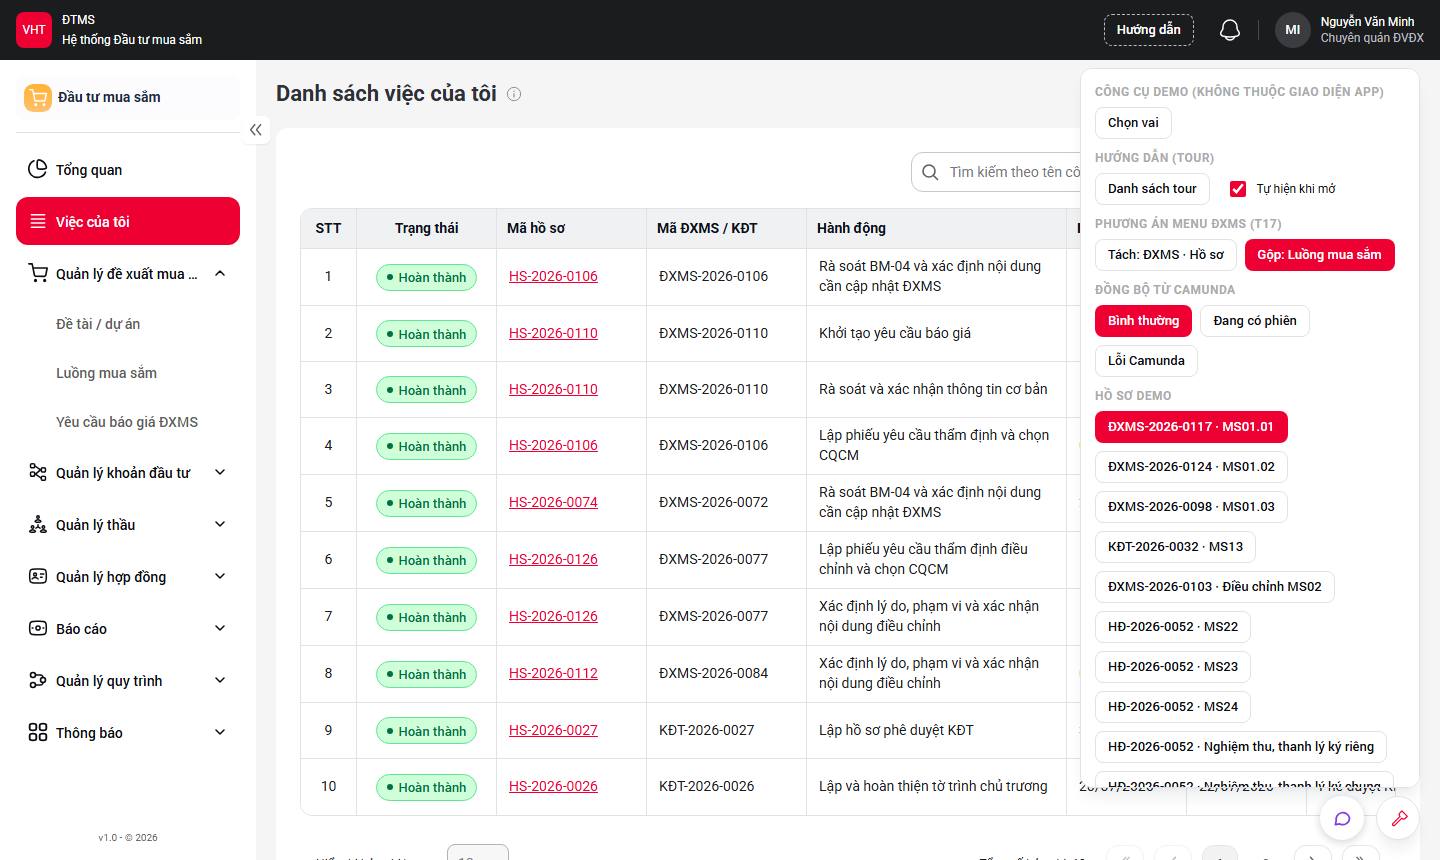 VHT
ĐTMS
Hệ thống Đầu tư mua sắm
Hướng dẫn
MI
Nguyễn Văn Minh
Chuyên quản ĐVĐX
Đầu tư mua sắm
Tổng quan
Việc của tôi
Quản lý đề xuất mua ...
Đề tài / dự án
Luồng mua sắm
Yêu cầu báo giá ĐXMS
Quản lý khoản đầu tư
Quản lý thầu
Quản lý hợp đồng
Báo cáo
Quản lý quy trình
Thông báo
v1.0 - © 2026
Danh sách việc của tôi
Tìm kiếm theo tên cô
STT Trạng thái Mã hồ sơ Mã ĐXMS / KĐT Hành động
1 Hoàn thành HS-2026-0106 ĐXMS-2026-0106 Rà soát BM-04 và xác định nội dung
cần cập nhật ĐXMS
2 Hoàn thành HS-2026-0110 ĐXMS-2026-0110 Khởi tạo yêu cầu báo giá
3 Hoàn thành HS-2026-0110 ĐXMS-2026-0110 Rà soát và xác nhận thông tin cơ bản
4 Hoàn thành HS-2026-0106 ĐXMS-2026-0106 Lập phiếu yêu cầu thẩm định và chọn
CQCM
5 Hoàn thành HS-2026-0074 ĐXMS-2026-0072 Rà soát BM-04 và xác định nội dung
cần cập nhật ĐXMS
6 Hoàn thành HS-2026-0126 ĐXMS-2026-0077 Lập phiếu yêu cầu thẩm định điều
chỉnh và chọn CQCM
7 Hoàn thành HS-2026-0126 ĐXMS-2026-0077 Xác định lý do, phạm vi và xác nhận
nội dung điều chỉnh
8 Hoàn thành HS-2026-0112 ĐXMS-2026-0084 Xác định lý do, phạm vi và xác nhận
nội dung điều chỉnh
9 Hoàn thành HS-2026-0027 KĐT-2026-0027 Lập hồ sơ phê duyệt KĐT
10 Hoàn thành HS-2026-0026 KĐT-2026-0026 Lập và hoàn thiện tờ trình chủ trương
CÔNG CỤ DEMO (KHÔNG THUỘC GIAO DIỆN APP)
Chọn vai
HƯỚNG DẪN (TOUR)
Danh sách tour Tự hiện khi mở
PHƯƠNG ÁN MENU ĐXMS (T17)
Tách: ĐXMS · Hồ sơ Gộp: Luồng mua sắm
ĐỒNG BỘ TỪ CAMUNDA
Bình thường Đang có phiên
Lỗi Camunda
HỒ SƠ DEMO
ĐXMS-2026-0117 · MS01.01
ĐXMS-2026-0124 · MS01.02
ĐXMS-2026-0098 · MS01.03
KĐT-2026-0032 · MS13
ĐXMS-2026-0103 · Điều chỉnh MS02
HĐ-2026-0052 · MS22
HĐ-2026-0052 · MS23
HĐ-2026-0052 · MS24
HĐ-2026-0052 · Nghiệm thu, thanh lý ký riêng
HĐ-2026-0052 · Nghiệm thu, thanh lý ký chung